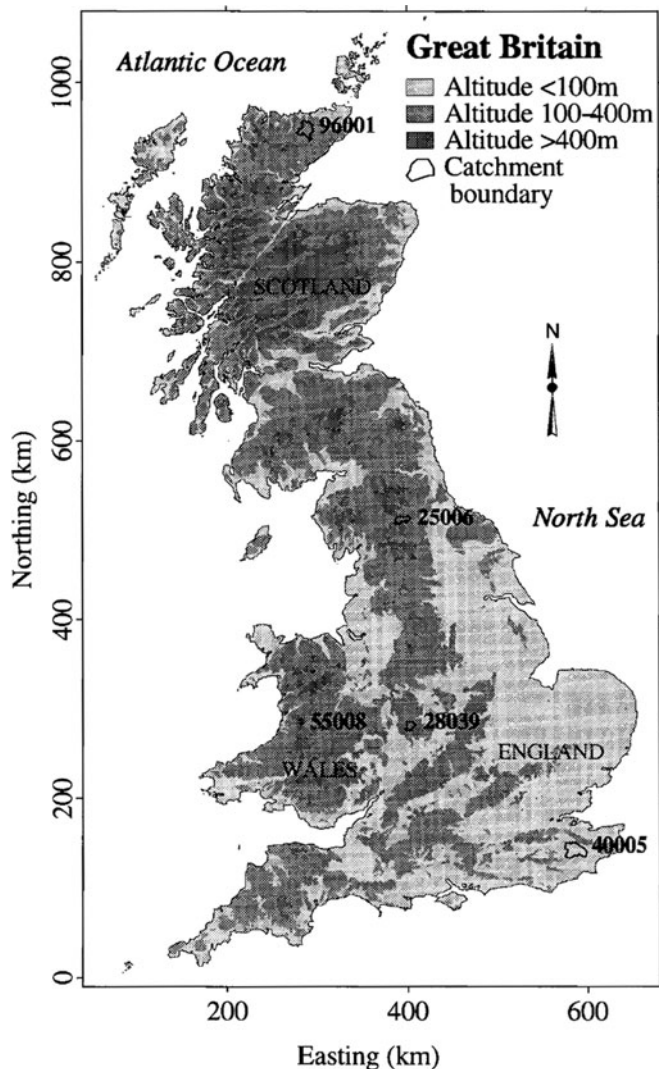 Great Britain
Atlantic Ocean
Altitude <100m
Altitude 100-400m
Altitude >400m
Catchment
boundary
96001
SCOTLAND
N
25006
North Sea
55008
28039
ENGLAND
WALES
40005
1000
800
600
400
200
0
Northing (km)
200
400
600
Easting (km)